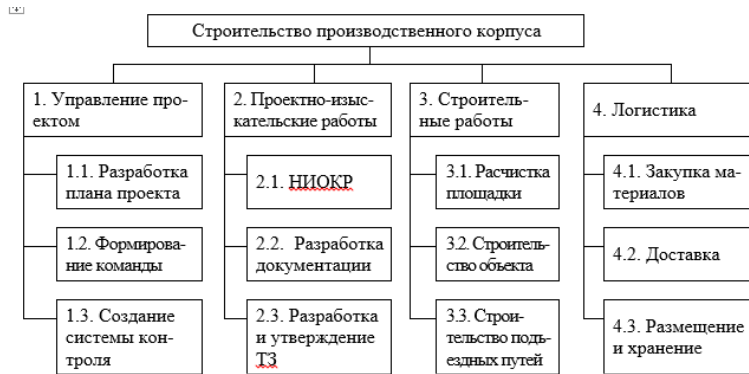 Строительство производственного корпуса
1. Управление про-
ектом
1.1. Разработка
плана проекта
1.2. Формирова-
ние команды
1.3. Создание
системы кон-
троля
2. Проектно-изыс-
кательские работы
2.1. НИОКР
2.2. Разработка
документации
2.3. Разработка
и утверждение
ТЗ
3. Строитель-
ные работы
3.1. Расчистка
площадки
3.2. Строитель-
ство объекта
3.3. Строи-
тельство подъ-
ездных путей
4. Логистика
4.1. Закупка ма-
териалов
4.2. Доставка
4.3. Размещение
и хранение